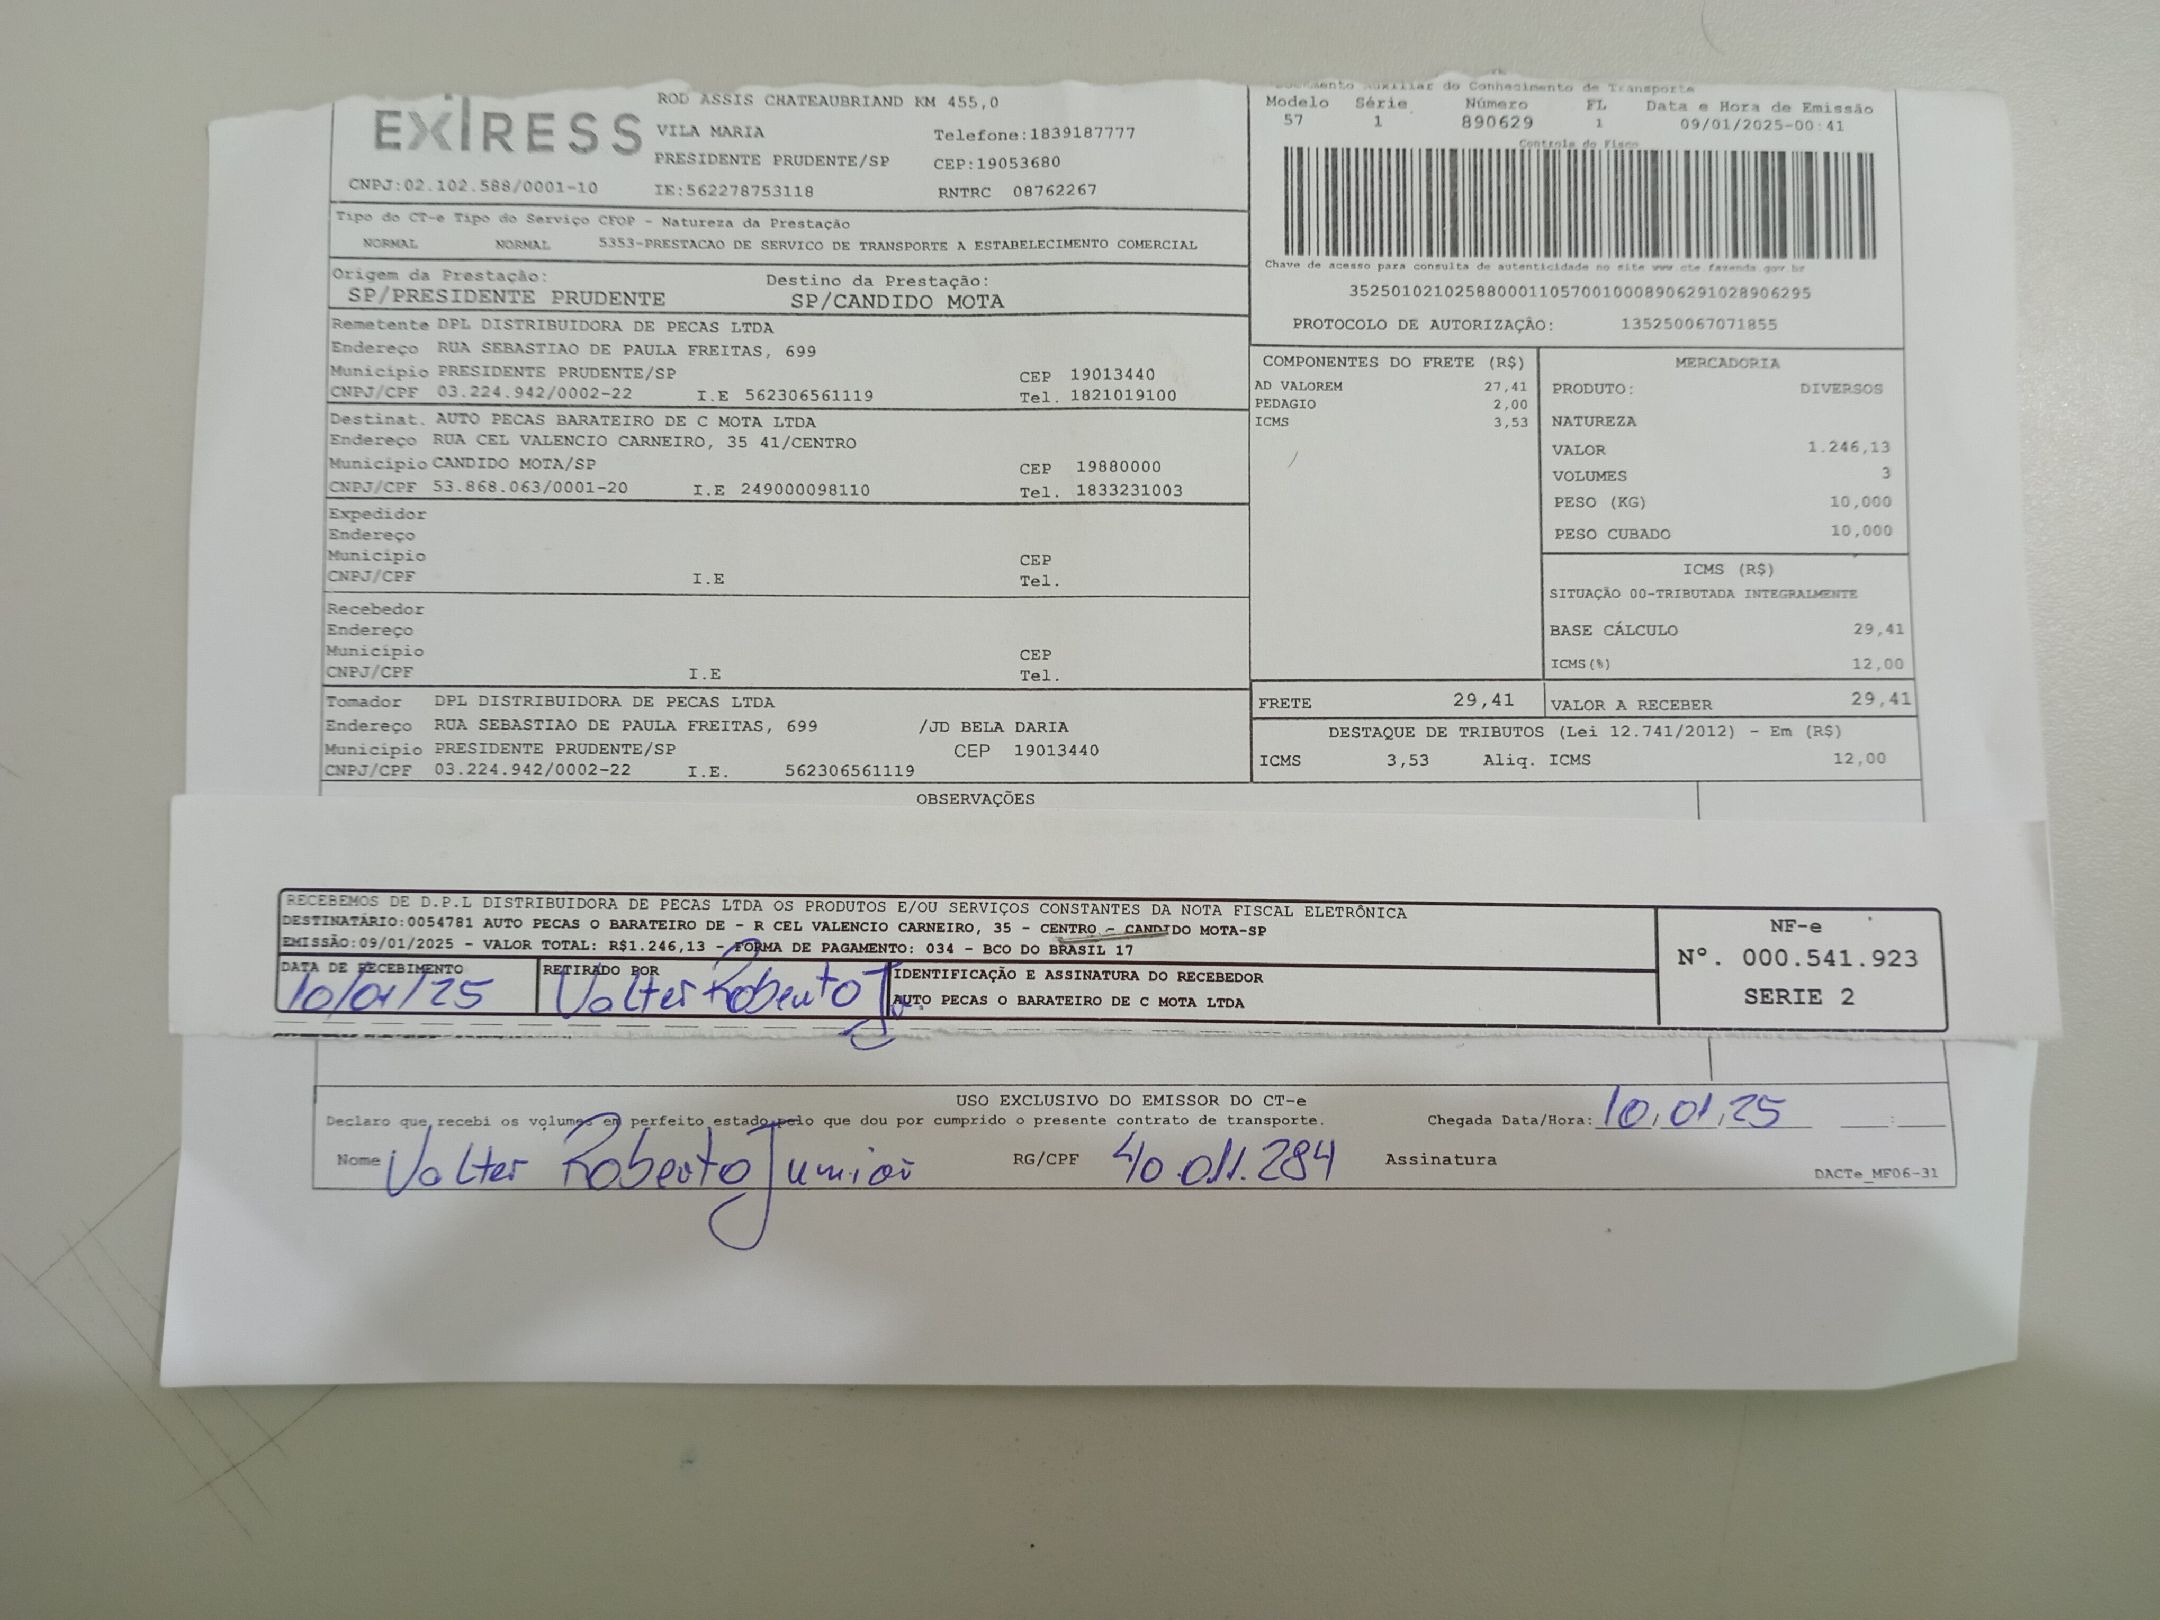 EXIRESS
ROD ASSIS CHATEAUBRIAND KM 455,0
VILA MARIA Telefone:1839187777
PRESIDENTE PRUDENTE/SP CEP:19053680
CNPJ:02.102.588/0001-10 IE:562278753118 RNTRC 08762267
Auxiliar do Conhecimento de Transporte
Modelo Série Número FL Data e Hora de Emissão
57 1 890629 1 09/01/2025-00:41
Controle do Fisco
Chave de acesso para consulta de autenticidade no site www.cte.fazenda.gov.br
35250102102588000110570010008906291028906295
PROTOCOLO DE AUTORIZAÇÃO: 135250067071855
Tipo do CT-e Tipo do Serviço CFOP - Natureza da Prestação
NORMAL NORMAL 5353-PRESTACAO DE SERVICO DE TRANSPORTE A ESTABELECIMENTO COMERCIAL
Origem da Prestação: Destino da Prestação:
SP/PRESIDENTE PRUDENTE SP/CANDIDO MOTA
Remetente DPL DISTRIBUIDORA DE PECAS LTDA
Endereço RUA SEBASTIAO DE PAULA FREITAS, 699
Município PRESIDENTE PRUDENTE/SP CEP 19013440
CNPJ/CPF 03.224.942/0002-22 I.E 562306561119 Tel. 1821019100
Destinat. AUTO PECAS BARATEIRO DE C MOTA LTDA
Endereço RUA CEL VALENCIO CARNEIRO, 35 41/CENTRO
Município CANDIDO MOTA/SP CEP 19880000
CNPJ/CPF 53.868.063/0001-20 I.E 249000098110 Tel. 1833231003
Expedidor
Endereço
Município CEP
CNPJ/CPF I.E Tel.
Recebedor
Endereço
Município CEP
CNPJ/CPF I.E Tel.
Tomador DPL DISTRIBUIDORA DE PECAS LTDA
Endereço RUA SEBASTIAO DE PAULA FREITAS, 699 /JD BELA DARIA
Município PRESIDENTE PRUDENTE/SP CEP 19013440
CNPJ/CPF 03.224.942/0002-22 I.E. 562306561119
COMPONENTES DO FRETE (R$)
AD VALOREM 27,41
PEDAGIO 2,00
ICMS 3,53
MERCADORIA
PRODUTO: DIVERSOS
NATUREZA
VALOR 1.246,13
VOLUMES 3
PESO (KG) 10,000
PESO CUBADO 10,000
ICMS (R$)
SITUAÇÃO 00-TRIBUTADA INTEGRALMENTE
BASE CÁLCULO 29,41
ICMS(%) 12,00
FRETE 29,41 VALOR A RECEBER 29,41
DESTAQUE DE TRIBUTOS (Lei 12.741/2012) - Em (R$)
ICMS 3,53 Aliq. ICMS 12,00
OBSERVAÇÕES
RECEBEMOS DE D.P.L DISTRIBUIDORA DE PECAS LTDA OS PRODUTOS E/OU SERVIÇOS CONSTANTES DA NOTA FISCAL ELETRÔNICA
DESTINATÁRIO:0054781 AUTO PECAS O BARATEIRO DE - R CEL VALENCIO CARNEIRO, 35 - CENTRO - CANDIDO MOTA-SP
EMISSÃO:09/01/2025 - VALOR TOTAL: R$1.246,13 - FORMA DE PAGAMENTO: 034 - BCO DO BRASIL 17
DATA DE RECEBIMENTO RETIRADO POR IDENTIFICAÇÃO E ASSINATURA DO RECEBEDOR
10/01/25 Valter Roberto Jr. AUTO PECAS O BARATEIRO DE C MOTA LTDA
NF-e
Nº. 000.541.923
SERIE 2
USO EXCLUSIVO DO EMISSOR DO CT-e
Declaro que recebi os volumes em perfeito estado pelo que dou por cumprido o presente contrato de transporte. Chegada Data/Hora: 10,01,25 :
Nome Valter Roberto Junior RG/CPF 40.011.284 Assinatura
DACTe_MF06-31